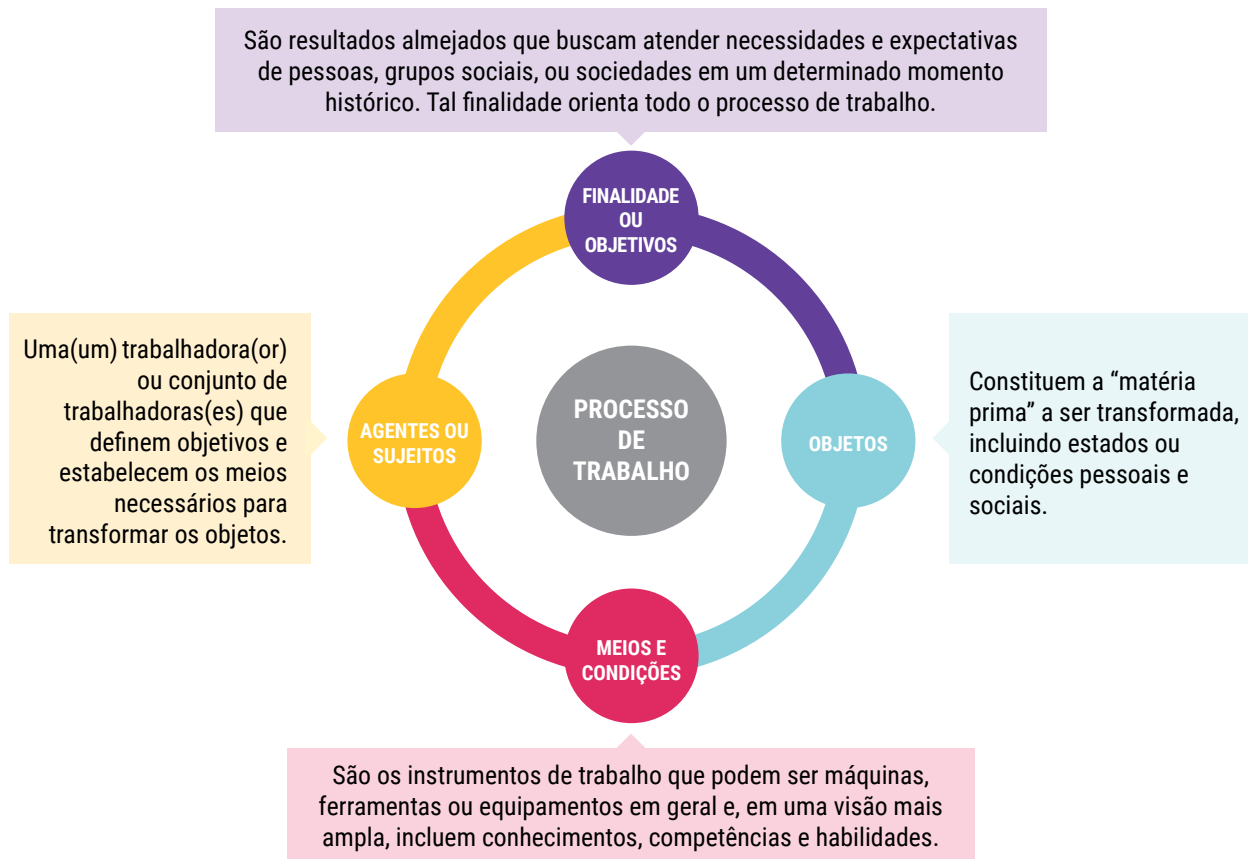 São resultados almejados que buscam atender necessidades e expectativas
de pessoas, grupos sociais, ou sociedades em um determinado momento
histórico. Tal finalidade orienta todo o processo de trabalho.
FINALIDADE
OU
OBJETIVOS
Uma(um) trabalhadora(or)
ou conjunto de
trabalhadoras(es) que
definem objetivos e
estabelecem os meios
necessários para
transformar os objetos.
AGENTES OU
SUJEITOS
PROCESSO
DE
TRABALHO
OBJETOS
Constituem a “matéria
prima” a ser transformada,
incluindo estados ou
condições pessoais e
sociais.
MEIOS E
CONDIÇÕES
São os instrumentos de trabalho que podem ser máquinas,
ferramentas ou equipamentos em geral e, em uma visão mais
ampla, incluem conhecimentos, competências e habilidades.